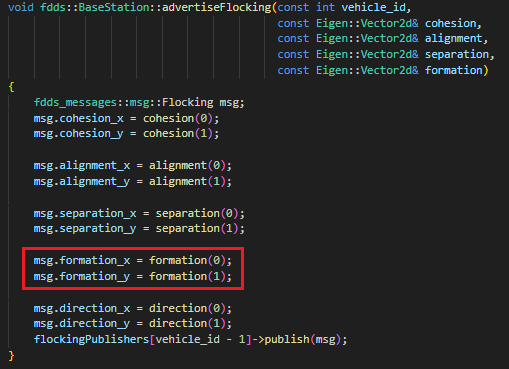 void fdds::BaseStation::advertiseFlocking(const int vehicle_id,
const Eigen::Vector2d& cohesion,
const Eigen::Vector2d& alignment,
const Eigen::Vector2d& separation,
const Eigen::Vector2d& formation)
{
fdds_messages::msg::Flocking msg;
msg.cohesion_x = cohesion(0);
msg.cohesion_y = cohesion(1);
msg.alignment_x = alignment(0);
msg.alignment_y = alignment(1);
msg.separation_x = separation(0);
msg.separation_y = separation(1);
msg.formation_x = formation(0);
msg.formation_y = formation(1);
msg.direction_x = direction(0);
msg.direction_y = direction(1);
flockingPublishers[vehicle_id - 1]->publish(msg);
}